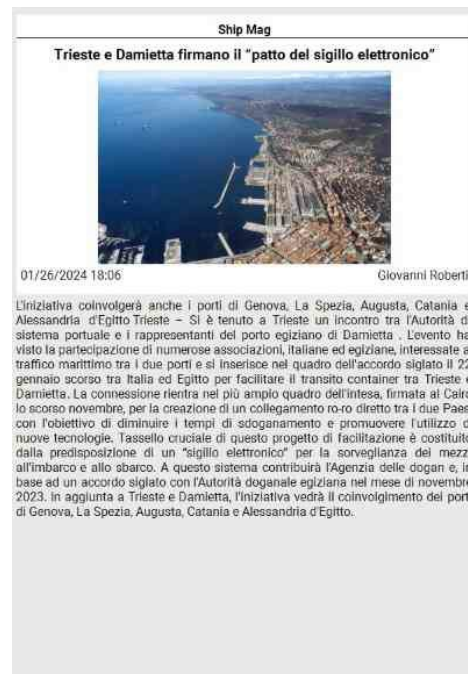 Ship Mag
Trieste e Damietta firmano il “patto del sigillo elettronico”
01/26/2024 18:06 Giovanni Roberti
L'iniziativa coinvolgerà anche i porti di Genova, La Spezia, Augusta, Catania e
Alessandria d'Egitto Trieste – Si è tenuto a Trieste un incontro tra l'Autorità di
sistema portuale e i rappresentanti del porto egiziano di Damietta . L'evento ha
visto la partecipazione di numerose associazioni, italiane ed egiziane, interessate a
traffico marittimo tra i due porti e si inserisce nel quadro dell'accordo siglato il 22
gennaio scorso tra Italia ed Egitto per facilitare il transito container tra Trieste e
Damietta. La connessione rientra nel più ampio quadro dell'intesa, firmata al Cairo
lo scorso novembre, per la creazione di un collegamento ro-ro diretto tra i due Paes
con l'obiettivo di diminuire i tempi di sdoganamento e promuovere l'utilizzo d
nuove tecnologie. Tassello cruciale di questo progetto di facilitazione è costituito
dalla predisposizione di un “sigillo elettronico” per la sorveglianza dei mezz
all'imbarco e allo sbarco. A questo sistema contribuirà l'Agenzia delle dogan e, in
base ad un accordo siglato con l'Autorità doganale egiziana nel mese di novembre
2023. In aggiunta a Trieste e Damietta, l'iniziativa vedrà il coinvolgimento dei port
di Genova, La Spezia, Augusta, Catania e Alessandria d'Egitto.